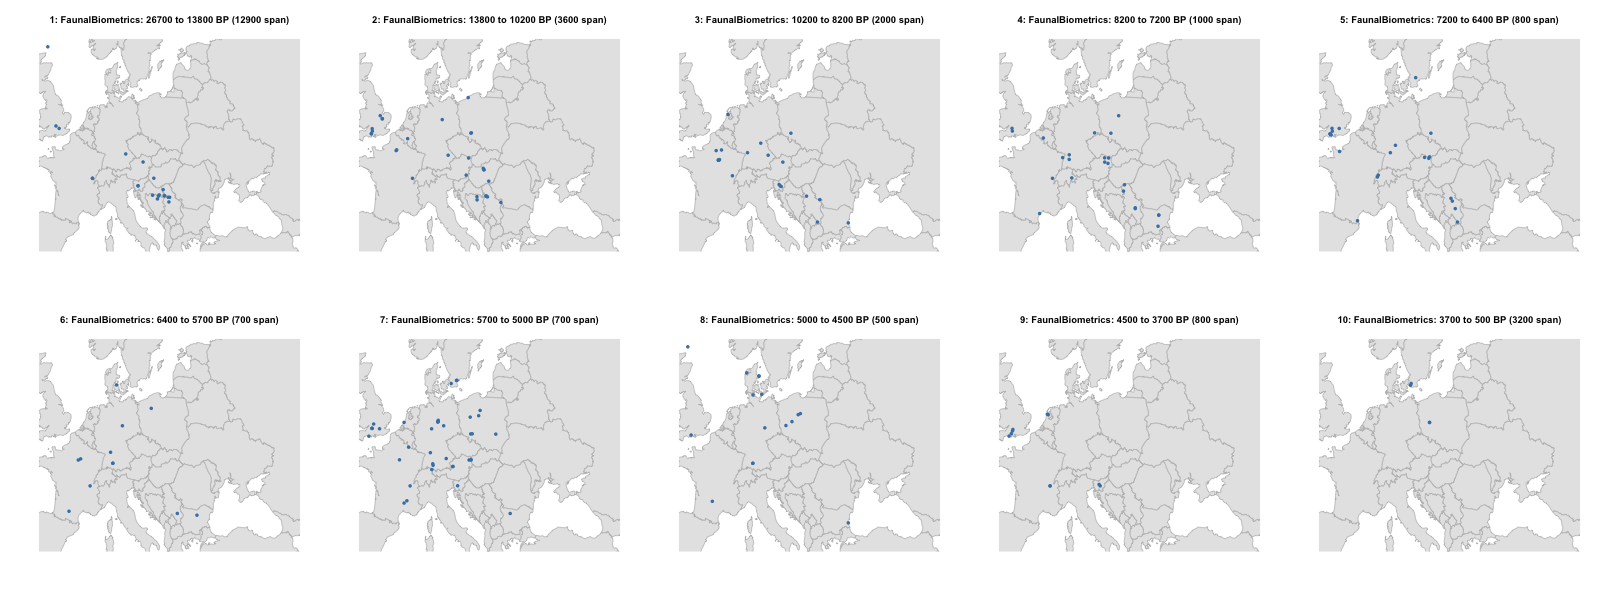 1: FaunalBiometrics: 26700 to 13800 BP (12900 span)
2: FaunalBiometrics: 13800 to 10200 BP (3600 span)
3: FaunalBiometrics: 10200 to 8200 BP (2000 span)
4: FaunalBiometrics: 8200 to 7200 BP (1000 span)
5: FaunalBiometrics: 7200 to 6400 BP (800 span)
6: FaunalBiometrics: 6400 to 5700 BP (700 span)
7: FaunalBiometrics: 5700 to 5000 BP (700 span)
8: FaunalBiometrics: 5000 to 4500 BP (500 span)
9: FaunalBiometrics: 4500 to 3700 BP (800 span)
10: FaunalBiometrics: 3700 to 500 BP (3200 span)